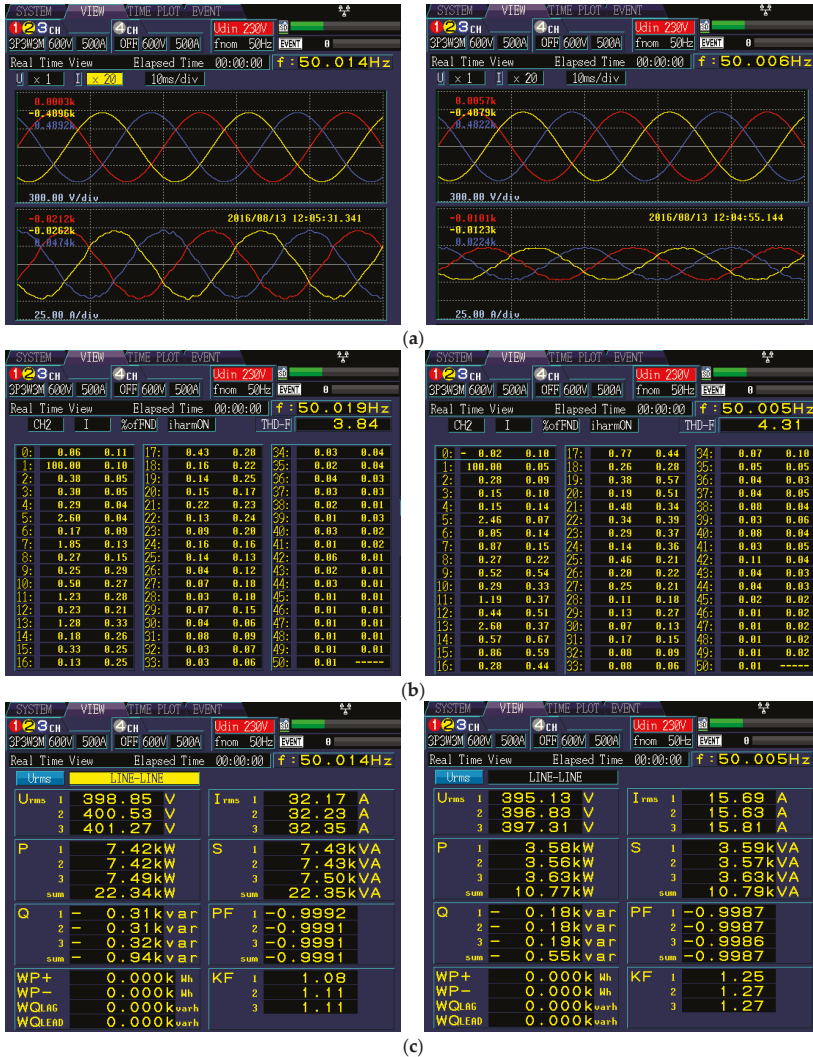 SYSTEM VIEW TIME PLOT EVENT
1 2 3 CH 4 CH Udin 230V SD
3P3W3M 600V 500A OFF 600V 500A fnom 50Hz EVENT 0
Real Time View Elapsed Time 00:00:00 f:50.014Hz
U x 1 I x 20 10ms/div
0.0003k
-0.4096k
0.4892k
300.00 V/div
-0.0212k 2016/08/13 12:05:31.341
-0.0262k
0.0474k
25.00 A/div
SYSTEM VIEW TIME PLOT EVENT
1 2 3 CH 4 CH Udin 230V SD
3P3W3M 600V 500A OFF 600V 500A fnom 50Hz EVENT 0
Real Time View Elapsed Time 00:00:00 f:50.006Hz
U x 1 I x 20 10ms/div
0.0057k
-0.4879k
0.4822k
300.00 V/div
-0.0101k 2016/08/13 12:04:55.144
-0.0123k
0.0224k
25.00 A/div
(a)
SYSTEM VIEW TIME PLOT EVENT
1 2 3 CH 4 CH Udin 230V SD
3P3W3M 600V 500A OFF 600V 500A fnom 50Hz EVENT 0
Real Time View Elapsed Time 00:00:00 f:50.019Hz
CH2 I %ofFND iharmON THD-F 3.84
0: 0.06 0.11 17: 0.43 0.28 34: 0.03 0.04
1: 100.00 0.10 18: 0.16 0.22 35: 0.02 0.04
2: 0.38 0.05 19: 0.14 0.25 36: 0.04 0.03
3: 0.30 0.05 20: 0.15 0.17 37: 0.03 0.03
4: 0.29 0.04 21: 0.22 0.23 38: 0.02 0.01
5: 2.60 0.04 22: 0.13 0.24 39: 0.01 0.03
6: 0.17 0.09 23: 0.09 0.20 40: 0.03 0.02
7: 1.85 0.13 24: 0.16 0.16 41: 0.01 0.02
8: 0.27 0.15 25: 0.14 0.13 42: 0.06 0.01
9: 0.25 0.29 26: 0.04 0.12 43: 0.02 0.01
10: 0.50 0.27 27: 0.07 0.18 44: 0.03 0.01
11: 1.23 0.28 28: 0.03 0.10 45: 0.01 0.01
12: 0.23 0.21 29: 0.07 0.15 46: 0.01 0.01
13: 1.28 0.33 30: 0.04 0.06 47: 0.01 0.01
14: 0.18 0.26 31: 0.08 0.09 48: 0.01 0.01
15: 0.33 0.25 32: 0.03 0.07 49: 0.01 0.01
16: 0.13 0.25 33: 0.03 0.06 50: 0.01 -----
SYSTEM VIEW TIME PLOT EVENT
1 2 3 CH 4 CH Udin 230V SD
3P3W3M 600V 500A OFF 600V 500A fnom 50Hz EVENT 0
Real Time View Elapsed Time 00:00:00 f:50.005Hz
CH2 I %ofFND iharmON THD-F 4.31
0: - 0.02 0.10 17: 0.77 0.44 34: 0.07 0.10
1: 100.00 0.05 18: 0.26 0.28 35: 0.05 0.05
2: 0.28 0.09 19: 0.38 0.57 36: 0.04 0.03
3: 0.15 0.10 20: 0.19 0.51 37: 0.04 0.05
4: 0.15 0.14 21: 0.48 0.34 38: 0.08 0.04
5: 2.46 0.07 22: 0.34 0.39 39: 0.03 0.06
6: 0.05 0.14 23: 0.29 0.37 40: 0.08 0.04
7: 0.87 0.15 24: 0.14 0.36 41: 0.03 0.05
8: 0.27 0.22 25: 0.46 0.21 42: 0.11 0.04
9: 0.52 0.54 26: 0.20 0.22 43: 0.04 0.03
10: 0.29 0.33 27: 0.25 0.21 44: 0.04 0.03
11: 1.19 0.37 28: 0.11 0.18 45: 0.02 0.02
12: 0.44 0.51 29: 0.13 0.27 46: 0.01 0.02
13: 2.60 0.37 30: 0.07 0.13 47: 0.01 0.02
14: 0.57 0.67 31: 0.17 0.15 48: 0.01 0.02
15: 0.86 0.59 32: 0.08 0.09 49: 0.01 0.02
16: 0.28 0.44 33: 0.08 0.06 50: 0.01 -----
(b)
SYSTEM VIEW TIME PLOT EVENT
1 2 3 CH 4 CH Udin 230V SD
3P3W3M 600V 500A OFF 600V 500A fnom 50Hz EVENT 0
Real Time View Elapsed Time 00:00:00 f:50.014Hz
Urms LINE-LINE
Urms 1 398.85 V Irms 1 32.17 A
2 400.53 V 2 32.23 A
3 401.27 V 3 32.35 A
P 1 7.42kW S 1 7.43kVA
2 7.42kW 2 7.43kVA
3 7.49kW 3 7.50kVA
sum 22.34kW sum 22.35kVA
Q 1 - 0.31kvar PF 1 -0.9992
2 - 0.31kvar 2 -0.9991
3 - 0.32kvar 3 -0.9991
sum - 0.94kvar sum -0.9991
WP+ 0.000k Wh KF 1 1.08
WP- 0.000k Wh 2 1.11
WQLAG 0.000k varh 3 1.11
WQLEAD 0.000k varh
SYSTEM VIEW TIME PLOT EVENT
1 2 3 CH 4 CH Udin 230V SD
3P3W3M 600V 500A OFF 600V 500A fnom 50Hz EVENT 0
Real Time View Elapsed Time 00:00:00 f:50.005Hz
Urms LINE-LINE
Urms 1 395.13 V Irms 1 15.69 A
2 396.83 V 2 15.63 A
3 397.31 V 3 15.81 A
P 1 3.58kW S 1 3.59kVA
2 3.56kW 2 3.57kVA
3 3.63kW 3 3.63kVA
sum 10.77kW sum 10.79kVA
Q 1 - 0.18kvar PF 1 -0.9987
2 - 0.18kvar 2 -0.9987
3 - 0.19kvar 3 -0.9986
sum - 0.55kvar sum -0.9987
WP+ 0.000k Wh KF 1 1.25
WP- 0.000k Wh 2 1.27
WQLAG 0.000k varh 3 1.27
WQLEAD 0.000k varh
(c)